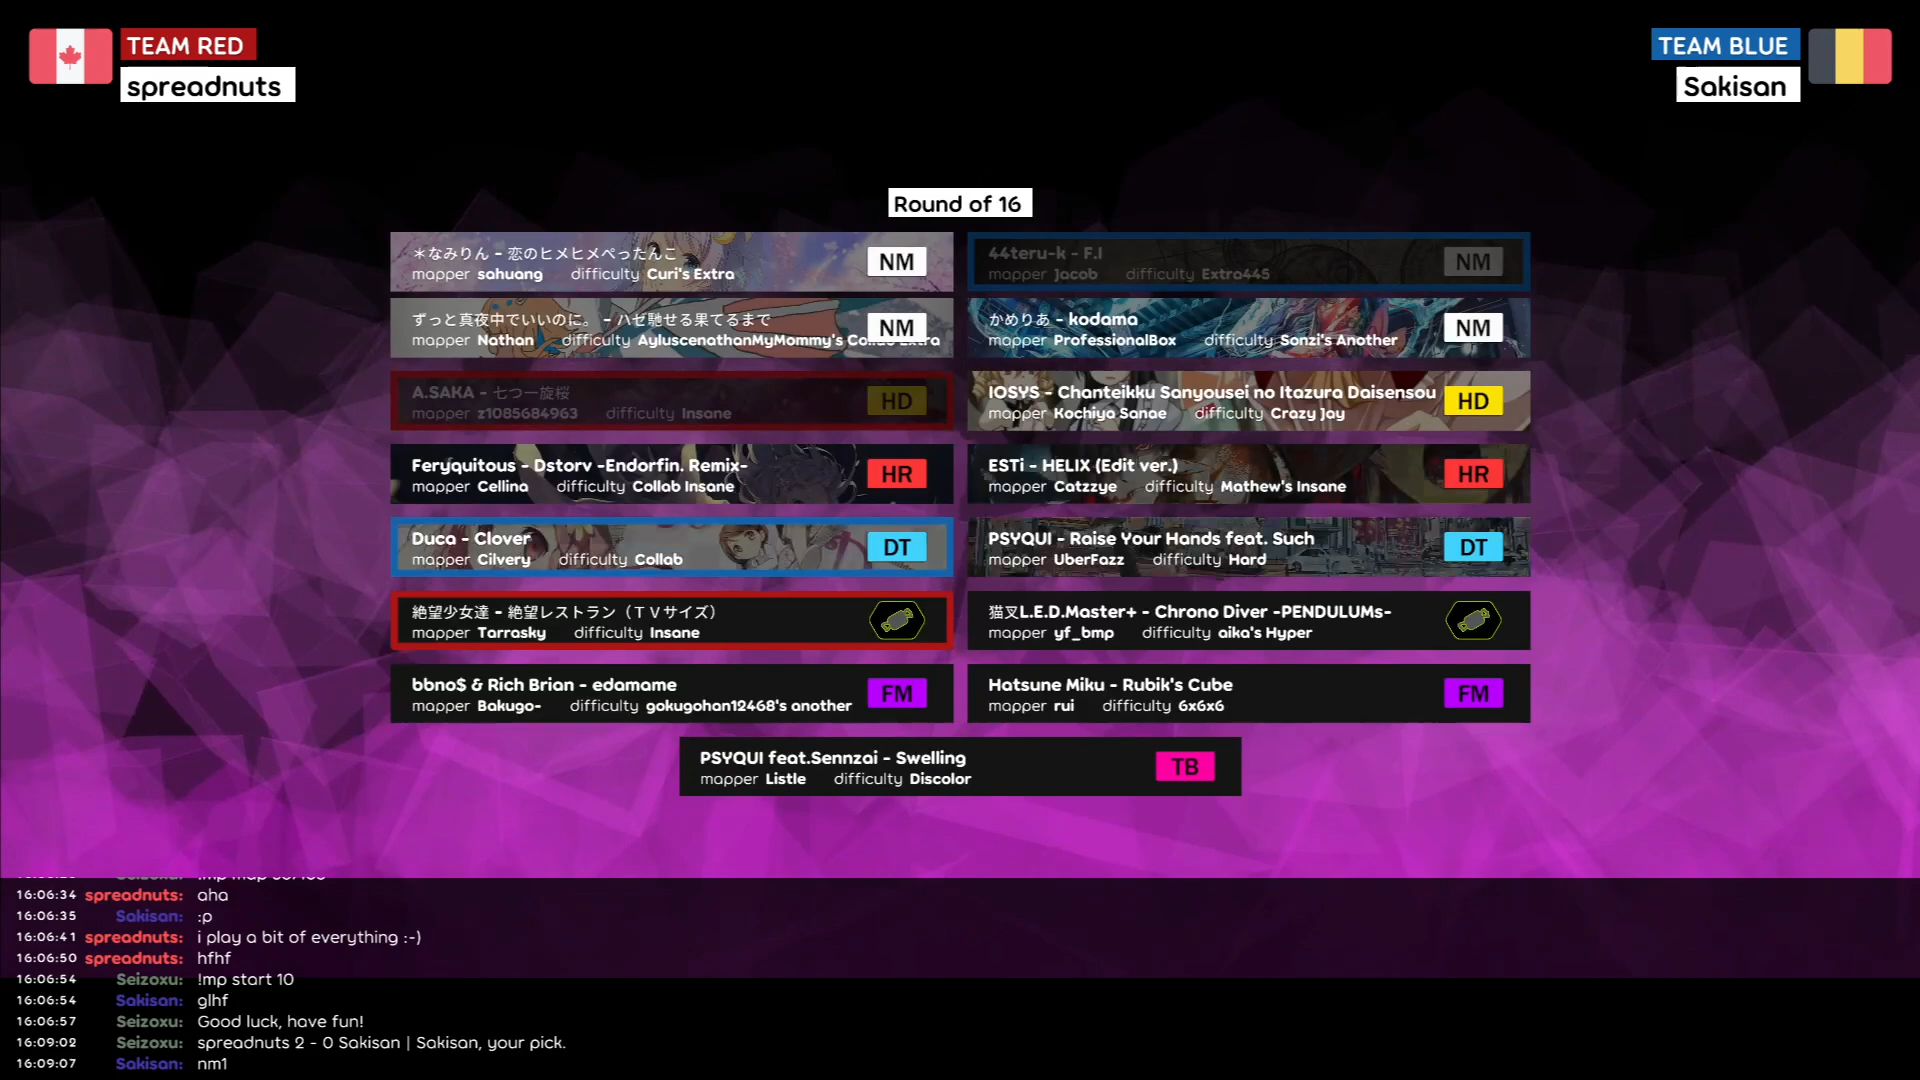 TEAM RED
spreadnuts
TEAM BLUE
Sakisan
Round of 16
＊なみりん - 恋のヒメヒメぺったんこ
mapper sahuang difficulty Curi's Extra
NM
44teru-k - F.I
mapper jacob difficulty Extra445
NM
ずっと真夜中でいいのに。 - ハゼ馳せる果てるまで
mapper Nathan difficulty AyluscenathanMyMommy's Collab Extra
NM
かめりあ - kodama
mapper ProfessionalBox difficulty Sonzi's Another
NM
A.SAKA - 七つ一旋桜
mapper z1085684963 difficulty Insane
HD
IOSYS - Chanteikku Sanyousei no Itazura Daisensou
mapper Kochiya Sanae difficulty Crazy Jay
HD
Feryquitous - Dstorv -Endorfin. Remix-
mapper Cellina difficulty Collab Insane
HR
ESTi - HELIX (Edit ver.)
mapper Catzzye difficulty Mathew's Insane
HR
Duca - Clover
mapper Cilvery difficulty Collab
DT
PSYQUI - Raise Your Hands feat. Such
mapper UberFazz difficulty Hard
DT
絶望少女達 - 絶望レストラン（ＴＶサイズ）
mapper Tarrasky difficulty Insane
猫叉L.E.D.Master+ - Chrono Diver -PENDULUMs-
mapper yf_bmp difficulty aika's Hyper
bbno$ & Rich Brian - edamame
mapper Bakugo- difficulty gokugohan12468's another
FM
Hatsune Miku - Rubik's Cube
mapper rui difficulty 6x6x6
FM
PSYQUI feat.Sennzai - Swelling
mapper Listle difficulty Discolor
TB
16:06:34 spreadnuts: aha
16:06:35 Sakisan: :p
16:06:41 spreadnuts: i play a bit of everything :-)
16:06:50 spreadnuts: hfhf
16:06:54 Seizoxu: !mp start 10
16:06:54 Sakisan: glhf
16:06:57 Seizoxu: Good luck, have fun!
16:09:02 Seizoxu: spreadnuts 2 - 0 Sakisan | Sakisan, your pick.
16:09:07 Sakisan: nm1